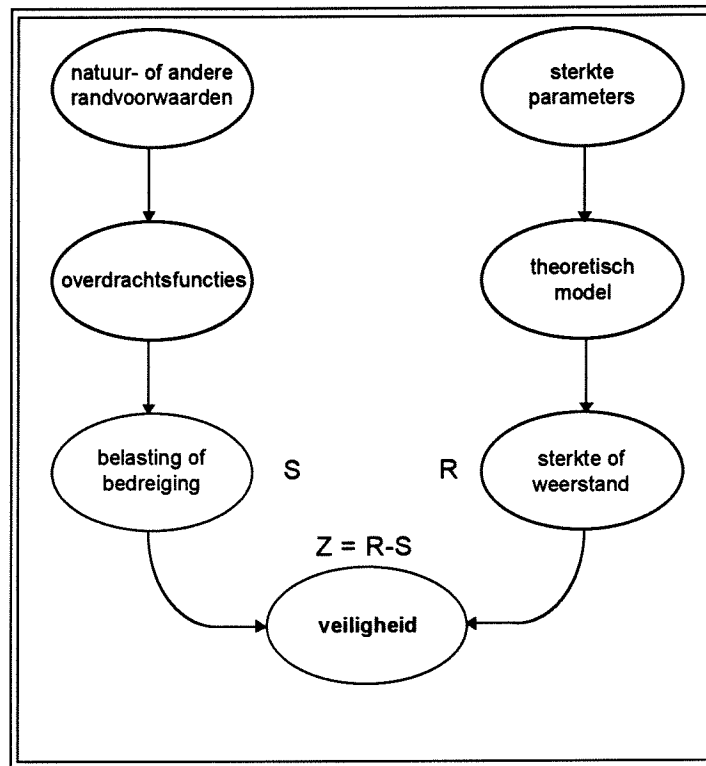 natuur- of andere
randvoorwaarden
sterkte
parameters
overdrachtsfuncties
theoretisch
model
belasting of
bedreiging
S
R
sterkte of
weerstand
Z = R-S
veiligheid